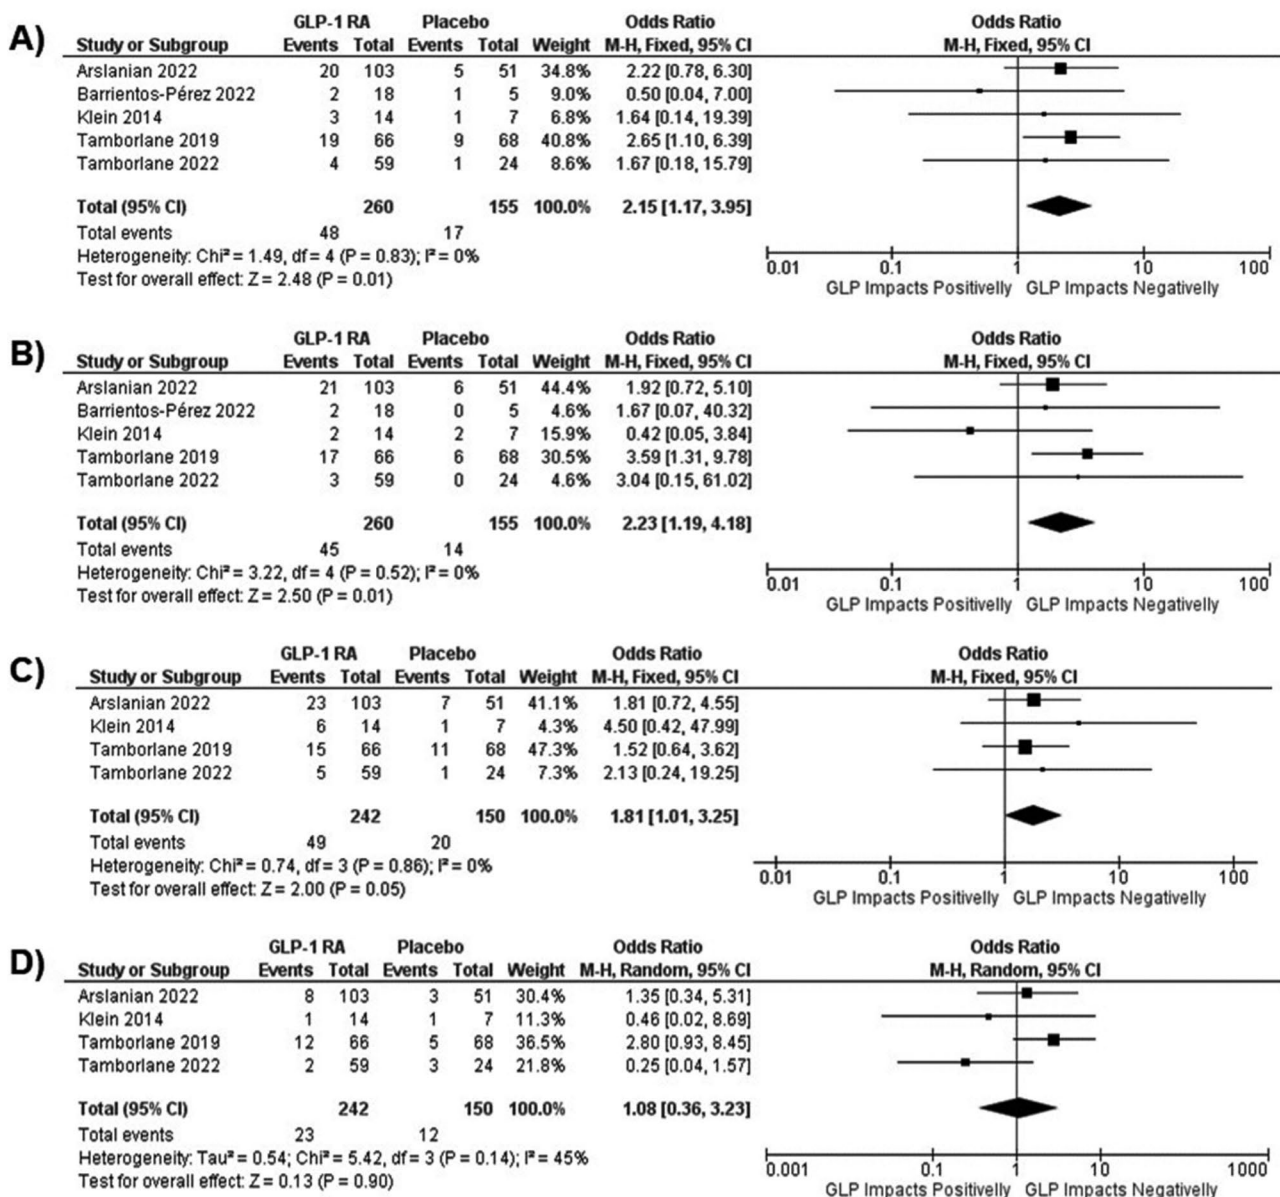 A)
GLP-1 RA Placebo Odds Ratio Odds Ratio
Study or Subgroup Events Total Events Total Weight M-H, Fixed, 95% CI M-H, Fixed, 95% CI
Arslanian 2022 20 103 5 51 34.8% 2.22 [0.78, 6.30]
Barrientos-Pérez 2022 2 18 1 5 9.0% 0.50 [0.04, 7.00]
Klein 2014 3 14 1 7 6.8% 1.64 [0.14, 19.39]
Tamborlane 2019 19 66 9 68 40.8% 2.65 [1.10, 6.39]
Tamborlane 2022 4 59 1 24 8.6% 1.67 [0.18, 15.79]
Total (95% CI) 260 155 100.0% 2.15 [1.17, 3.95]
Total events 48 17
Heterogeneity: Chi² = 1.49, df = 4 (P = 0.83); I² = 0%
Test for overall effect: Z = 2.48 (P = 0.01)
0.01 0.1 1 10 100
GLP Impacts Positivelly GLP Impacts Negativelly
B)
GLP-1 RA Placebo Odds Ratio Odds Ratio
Study or Subgroup Events Total Events Total Weight M-H, Fixed, 95% CI M-H, Fixed, 95% CI
Arslanian 2022 21 103 6 51 44.4% 1.92 [0.72, 5.10]
Barrientos-Pérez 2022 2 18 0 5 4.6% 1.67 [0.07, 40.32]
Klein 2014 2 14 2 7 15.9% 0.42 [0.05, 3.84]
Tamborlane 2019 17 66 6 68 30.5% 3.59 [1.31, 9.78]
Tamborlane 2022 3 59 0 24 4.6% 3.04 [0.15, 61.02]
Total (95% CI) 260 155 100.0% 2.23 [1.19, 4.18]
Total events 45 14
Heterogeneity: Chi² = 3.22, df = 4 (P = 0.52); I² = 0%
Test for overall effect: Z = 2.50 (P = 0.01)
0.01 0.1 1 10 100
GLP Impacts Positivelly GLP Impacts Negativelly
C)
GLP-1 RA Placebo Odds Ratio Odds Ratio
Study or Subgroup Events Total Events Total Weight M-H, Fixed, 95% CI M-H, Fixed, 95% CI
Arslanian 2022 23 103 7 51 41.1% 1.81 [0.72, 4.55]
Klein 2014 6 14 1 7 4.3% 4.50 [0.42, 47.99]
Tamborlane 2019 15 66 11 68 47.3% 1.52 [0.64, 3.62]
Tamborlane 2022 5 59 1 24 7.3% 2.13 [0.24, 19.25]
Total (95% CI) 242 150 100.0% 1.81 [1.01, 3.25]
Total events 49 20
Heterogeneity: Chi² = 0.74, df = 3 (P = 0.86); I² = 0%
Test for overall effect: Z = 2.00 (P = 0.05)
0.01 0.1 1 10 100
GLP Impacts Positivelly GLP Impacts Negativelly
D)
GLP-1 RA Placebo Odds Ratio Odds Ratio
Study or Subgroup Events Total Events Total Weight M-H, Random, 95% CI M-H, Random, 95% CI
Arslanian 2022 8 103 3 51 30.4% 1.35 [0.34, 5.31]
Klein 2014 1 14 1 7 11.3% 0.46 [0.02, 8.69]
Tamborlane 2019 12 66 5 68 36.5% 2.80 [0.93, 8.45]
Tamborlane 2022 2 59 3 24 21.8% 0.25 [0.04, 1.57]
Total (95% CI) 242 150 100.0% 1.08 [0.36, 3.23]
Total events 23 12
Heterogeneity: Tau² = 0.54; Chi² = 5.42, df = 3 (P = 0.14); I² = 45%
Test for overall effect: Z = 0.13 (P = 0.90)
0.001 0.1 1 10 1000
GLP Impacts Positivelly GLP Impacts Negativelly